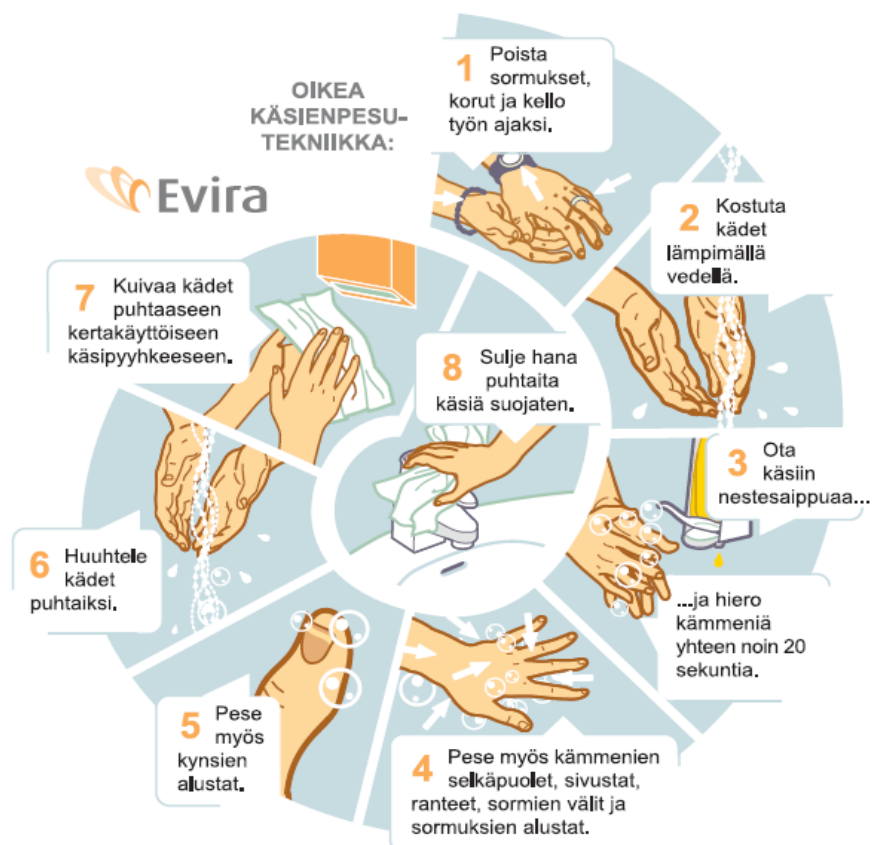 OIKEA
KÄSIENPESU-
TEKNIIKKA:
Evira
1 Poista
sormukset,
korut ja kello
työn ajaksi.
2 Kostuta
kädet
lämpimällä
vedellä.
3 Ota
käsiin
nestesaippuaa...
...ja hiero
kämmeniä
yhteen noin 20
sekuntia.
4 Pese myös kämmenien
selkäpuolet, sivustat,
ranteet, sormien välit ja
sormuksien alustat.
5 Pese
myös
kynsien
alustat.
6 Huuhtele
kädet
puhtaiksi.
7 Kuivaa kädet
puhtaaseen
kertakäyttöiseen
käsipyyhkeeseen.
8 Sulje hana
puhtaita
käsiä suojaten.